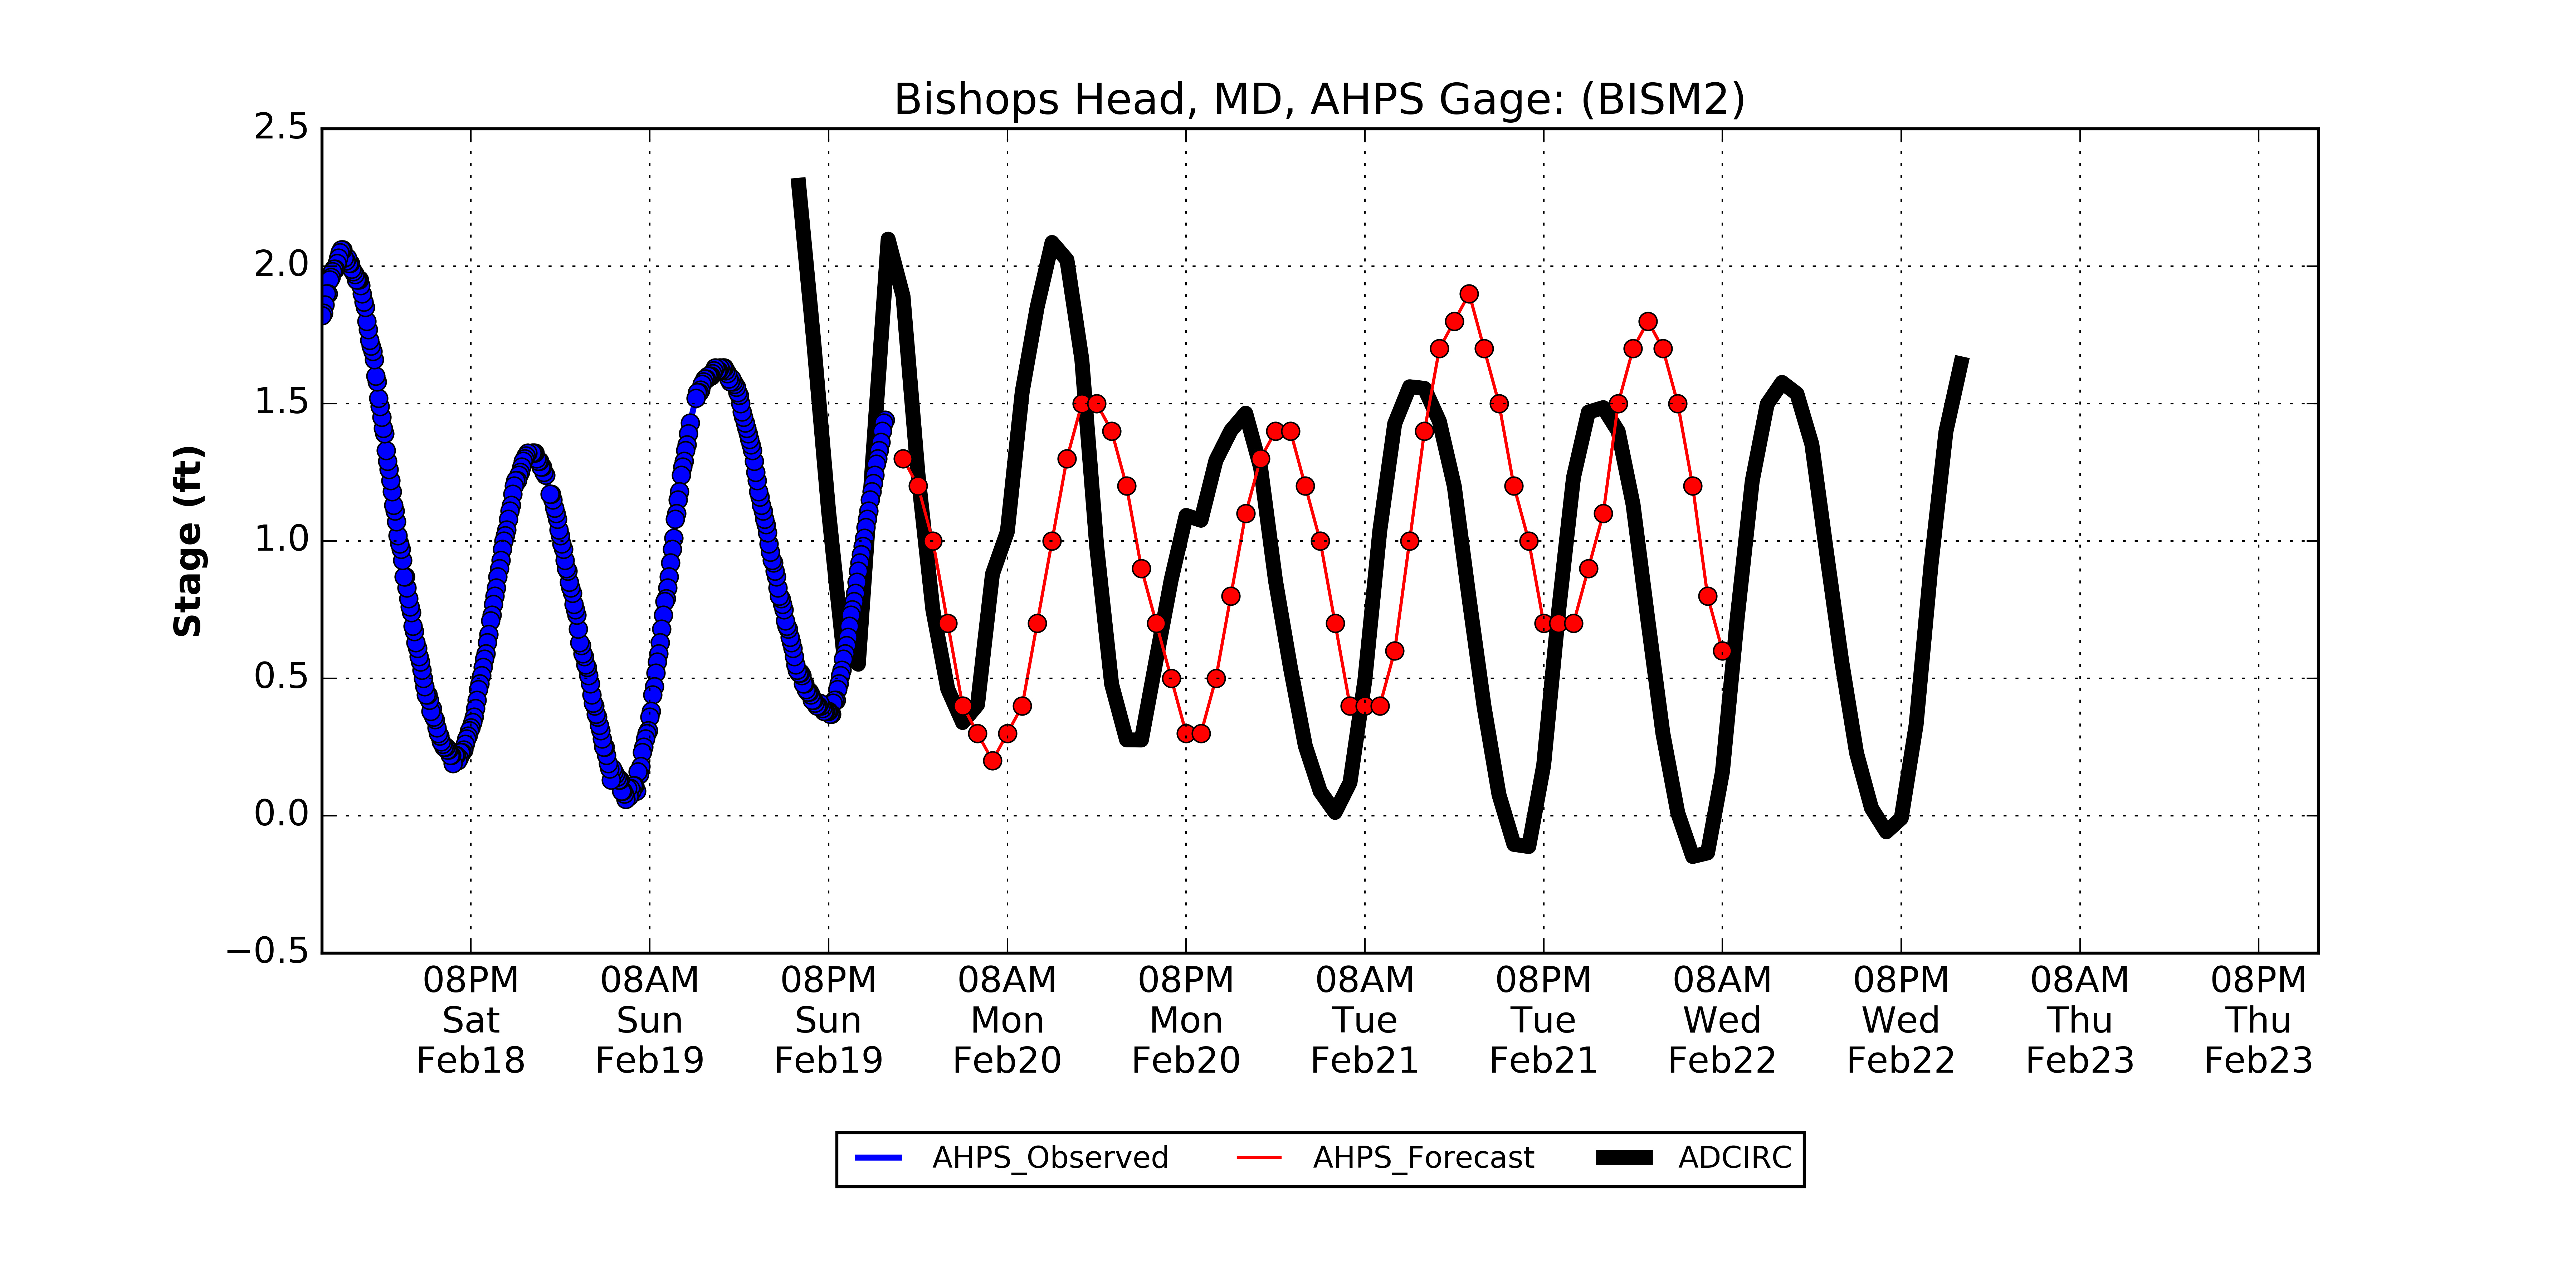 Bishops Head, MD, AHPS Gage: (BISM2)
2.5
2.0
1.5
1.0
0.5
0.0
−0.5
Stage (ft)
08PM 08AM 08PM 08AM 08PM 08AM 08PM 08AM 08PM 08AM 08PM
Sat Sun Sun Mon Mon Tue Tue Wed Wed Thu Thu
Feb18 Feb19 Feb19 Feb20 Feb20 Feb21 Feb21 Feb22 Feb22 Feb23 Feb23
AHPS_Observed AHPS_Forecast ADCIRC